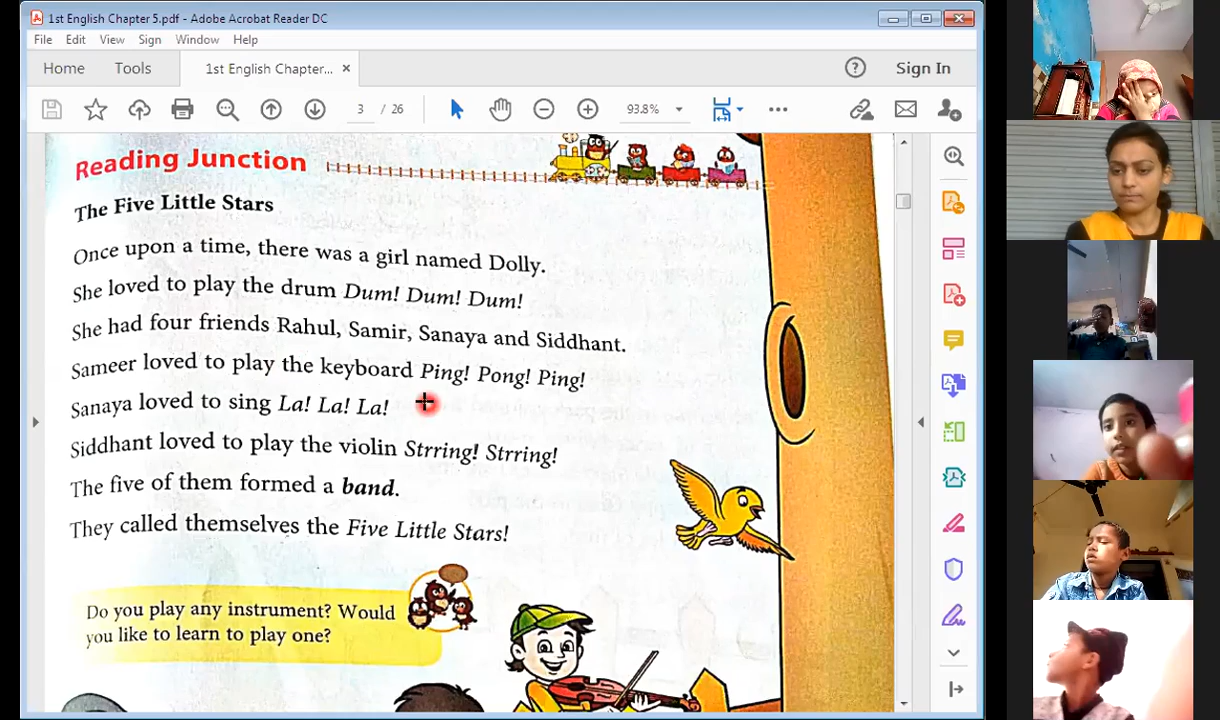 1st English Chapter 5.pdf - Adobe Acrobat Reader DC
File Edit View Sign Window Help
Home Tools 1st English Chapter... × Sign In
3 / 26 93.8%
Reading Junction
The Five Little Stars
Once upon a time, there was a girl named Dolly.
She loved to play the drum Dum! Dum! Dum!
She had four friends Rahul, Samir, Sanaya and Siddhant.
Sameer loved to play the keyboard Ping! Pong! Ping!
Sanaya loved to sing La! La! La!
Siddhant loved to play the violin Strring! Strring!
The five of them formed a band.
They called themselves the Five Little Stars!
Do you play any instrument? Would
you like to learn to play one?